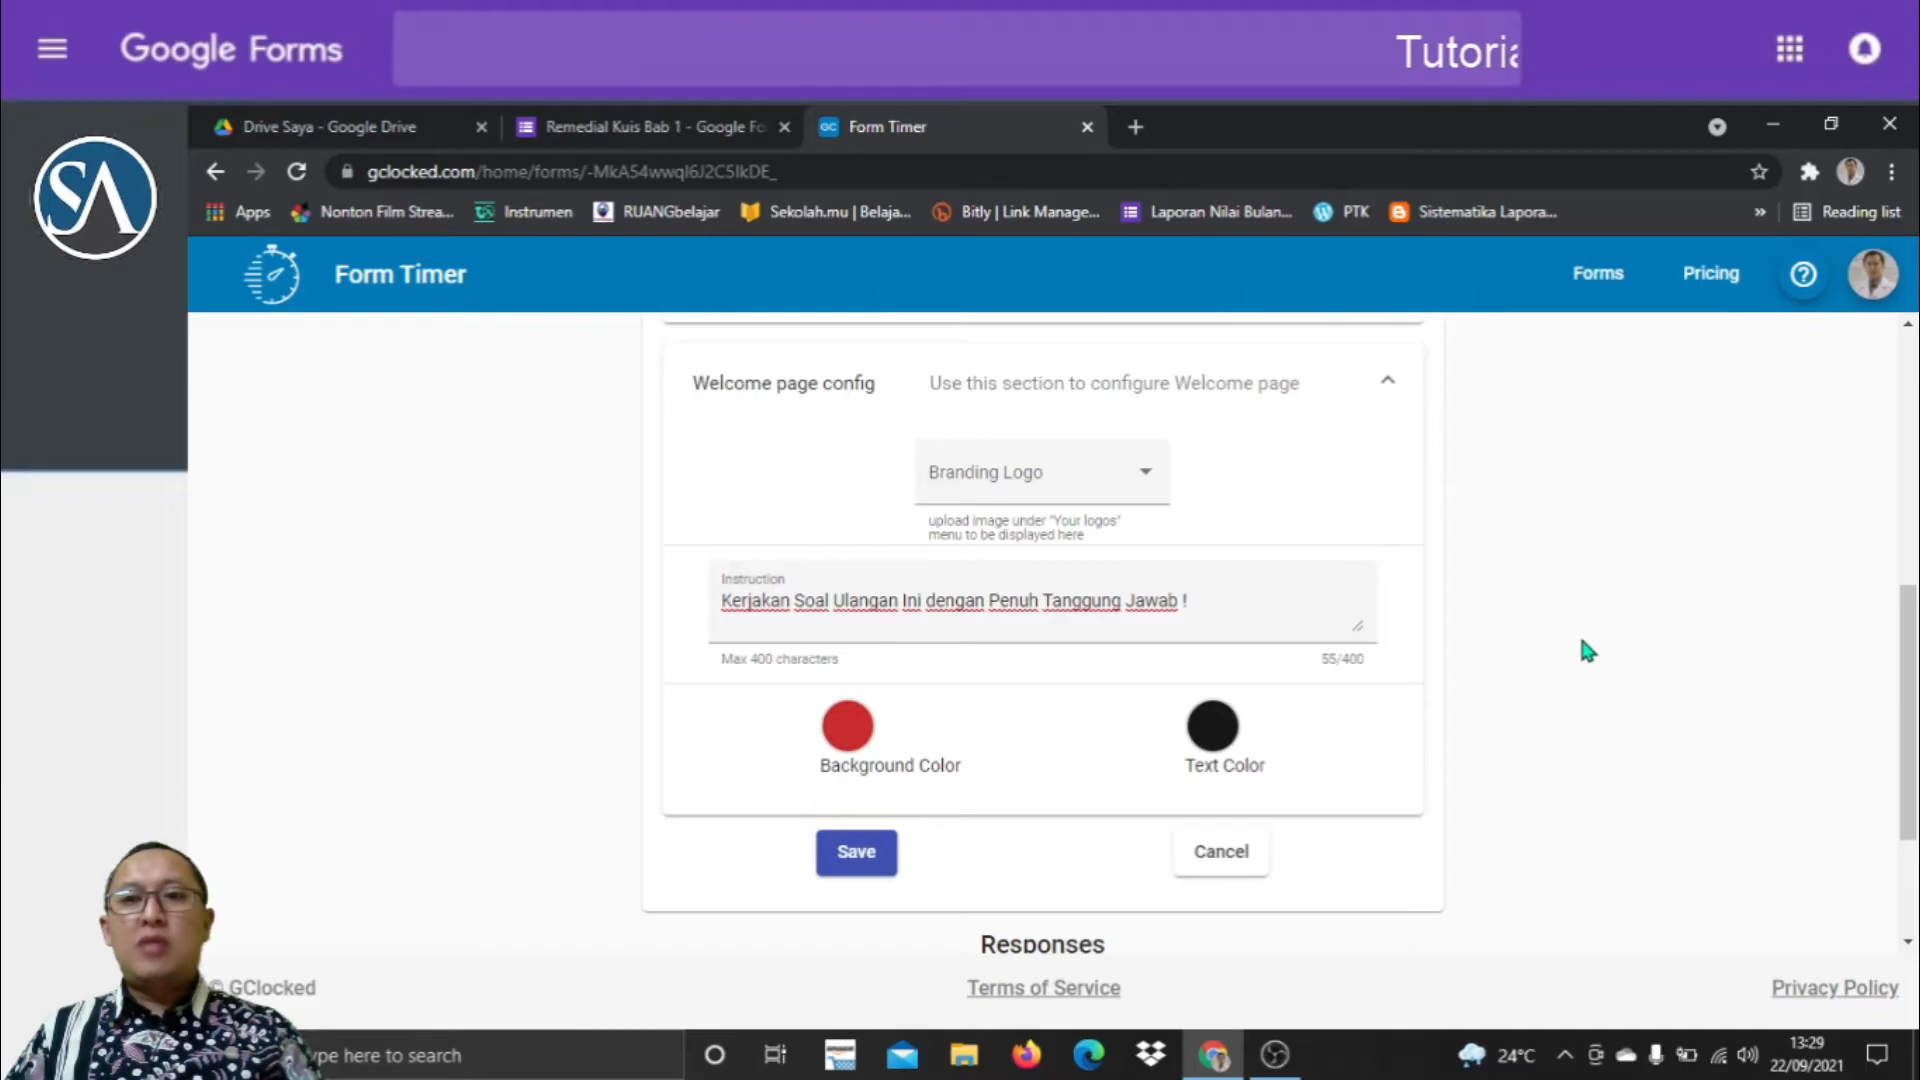 Google Forms
Tutoria
SA
Drive Saya - Google Drive
Remedial Kuis Bab 1 - Google Fo
GC Form Timer
gclocked.com/home/forms/-MkA54wwql6J2C5IkDE_
Apps
Nonton Film Strea...
Instrumen
RUANGbelajar
Sekolah.mu | Belaja...
Bitly | Link Manage...
Laporan Nilai Bulan...
PTK
Sistematika Lapora...
»
Reading list
Form Timer
Forms
Pricing
Welcome page config
Use this section to configure Welcome page
Branding Logo
upload image under "Your logos"
menu to be displayed here
Instruction
Kerjakan Soal Ulangan Ini dengan Penuh Tanggung Jawab !
Max 400 characters
55/400
Background Color
Text Color
Save
Cancel
Responses
© GClocked
Terms of Service
Privacy Policy
ype here to search
24°C
13:29
22/09/2021